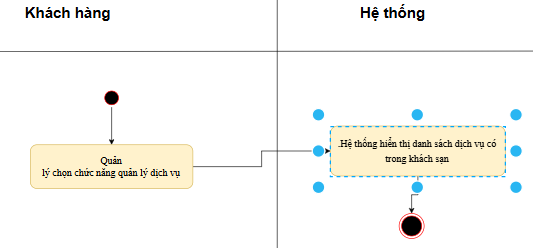 Khách hàng
Hệ thống
Quản
lý chọn chức năng quản lý dịch vụ
.Hệ thống hiển thị danh sách dịch vụ có
trong khách sạn